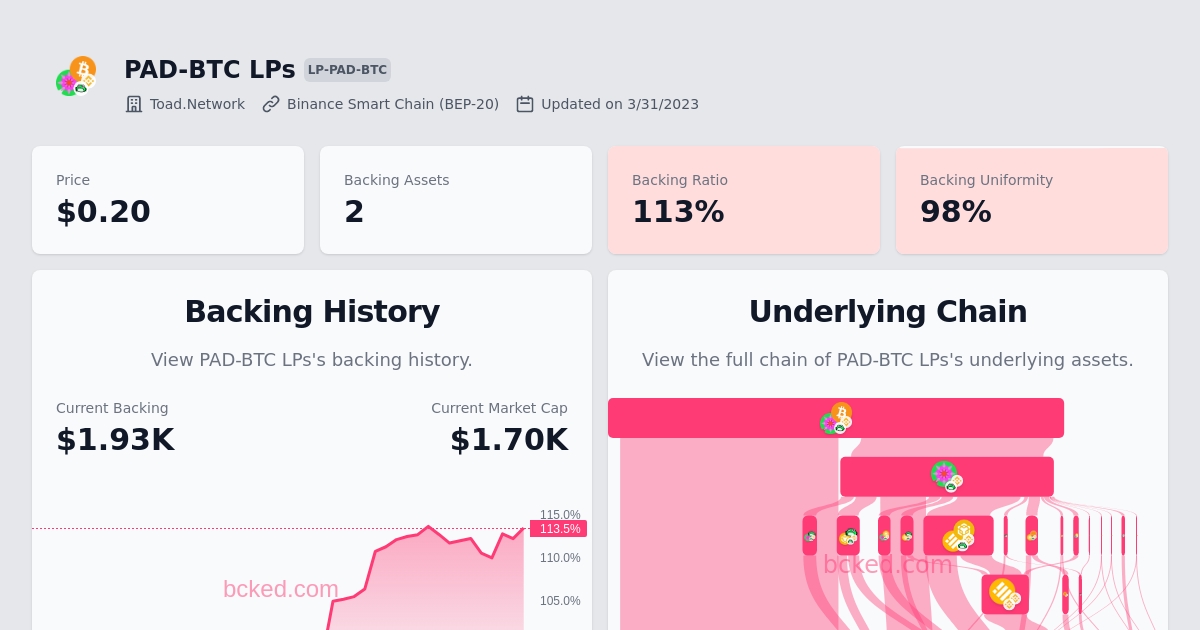 PAD-BTC LPs LP-PAD-BTC
Toad.Network Binance Smart Chain (BEP-20) Updated on 3/31/2023
Price
$0.20
Backing Assets
2
Backing Ratio
113%
Backing Uniformity
98%
Backing History
View PAD-BTC LPs's backing history.
Current Backing
$1.93K
Current Market Cap
$1.70K
115.0%
113.5%
110.0%
105.0%
bcked.com
Underlying Chain
View the full chain of PAD-BTC LPs's underlying assets.
bcked.com